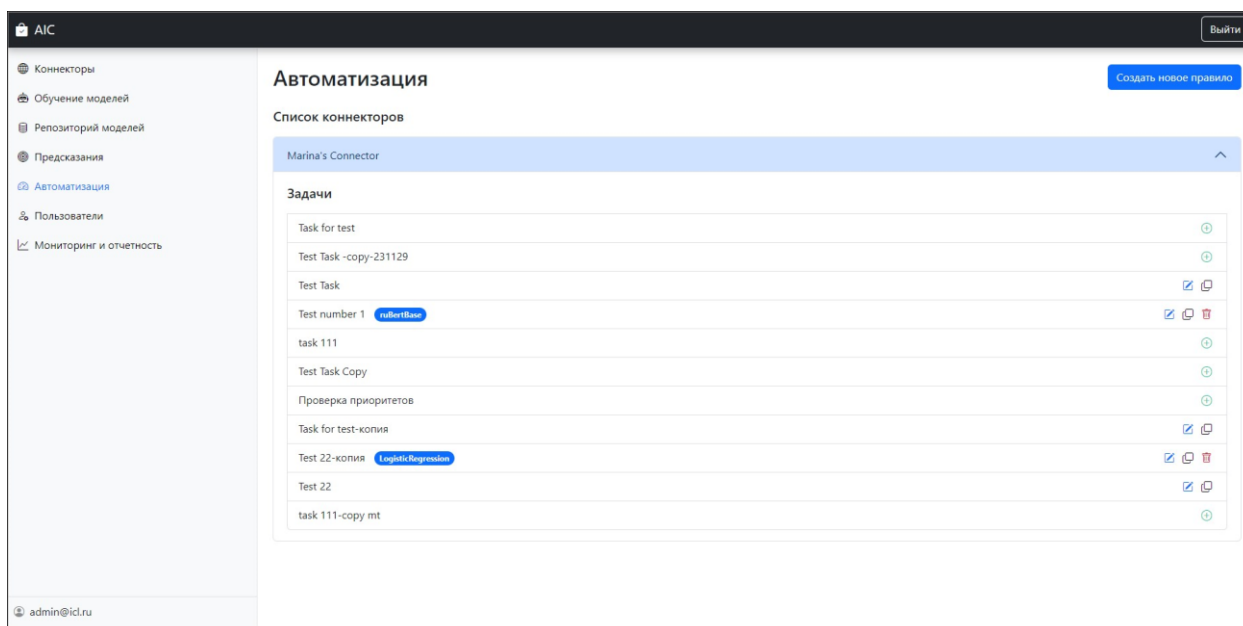 AIC
Выйти
Коннекторы
Обучение моделей
Репозиторий моделей
Предсказания
Автоматизация
Пользователи
Мониторинг и отчетность
admin@icl.ru
Автоматизация
Создать новое правило
Список коннекторов
Marina's Connector
Задачи
Task for test
Test Task -copy-231129
Test Task
Test number 1 ruBertBase
task 111
Test Task Copy
Проверка приоритетов
Task for test-копия
Test 22-копия LogisticRegression
Test 22
task 111-copy mt